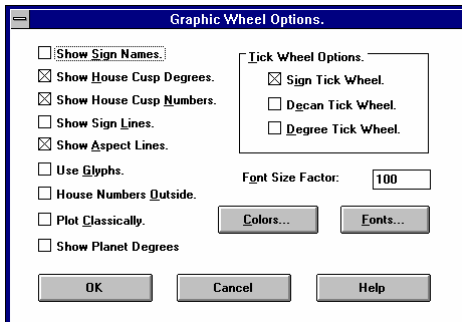 Graphic Wheel Options.
Show Sign Names.
Show House Cusp Degrees.
Show House Cusp Numbers.
Show Sign Lines.
Show Aspect Lines.
Use Glyphs.
House Numbers Outside.
Plot Classically.
Show Planet Degrees
Tick Wheel Options.
Sign Tick Wheel.
Decan Tick Wheel.
Degree Tick Wheel.
Font Size Factor: 100
Colors... Fonts...
OK Cancel Help